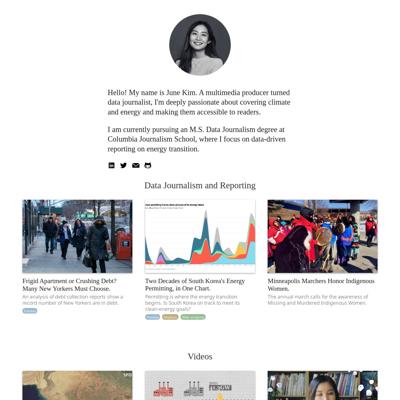 Hello! My name is June Kim. A multimedia producer turned
data journalist, I'm deeply passionate about covering climate
and energy and making them accessible to readers.
I am currently pursuing an M.S. Data Journalism degree at
Columbia Journalism School, where I focus on data-driven
reporting on energy transition.
Data Journalism and Reporting
Frigid Apartment or Crushing Debt?
Many New Yorkers Must Choose.
An analysis of debt collection reports show a
record number of New Yorkers are in debt.
Two Decades of South Korea's Energy
Permitting, in One Chart.
Permitting is where the energy transition
begins. Is South Korea on track to meet its
clean-energy goals?
Minneapolis Marchers Honor Indigenous
Women.
The annual march calls for the awareness of
Missing and Murdered Indigenous Women.
Videos